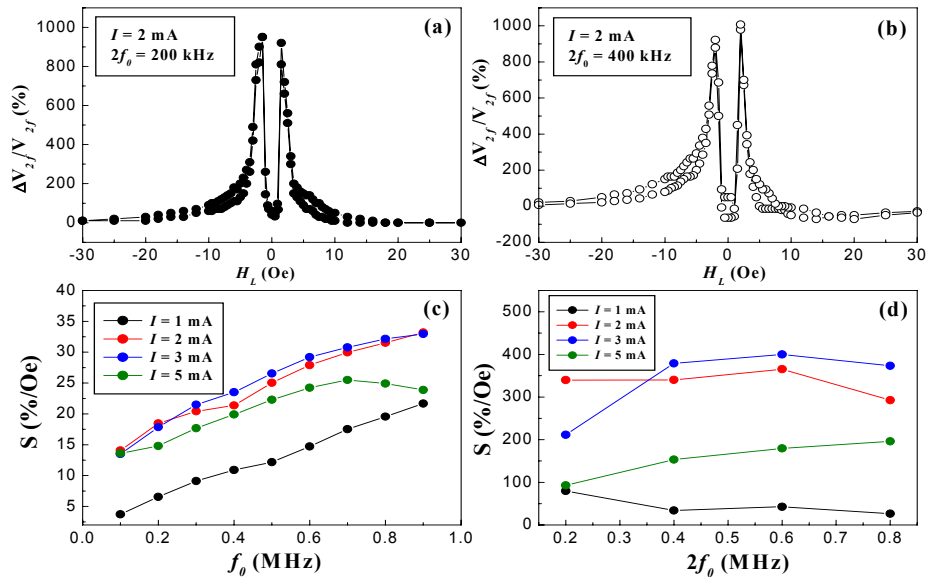 (a)
I = 2 mA
2f₀ = 200 kHz
ΔV₂f/V₂f (%)
1000
800
600
400
200
0
-30 -20 -10 0 10 20 30
H_L (Oe)
(b)
I = 2 mA
2f₀ = 400 kHz
ΔV₂f/V₂f (%)
1000
800
600
400
200
0
-200
-30 -20 -10 0 10 20 30
H_L (Oe)
(c)
I = 1 mA
I = 2 mA
I = 3 mA
I = 5 mA
S (%/Oe)
40
35
30
25
20
15
10
5
0.0 0.2 0.4 0.6 0.8 1.0
f₀ (MHz)
(d)
I = 1 mA
I = 2 mA
I = 3 mA
I = 5 mA
S (%/Oe)
500
400
300
200
100
0
0.2 0.3 0.4 0.5 0.6 0.7 0.8
2f₀ (MHz)